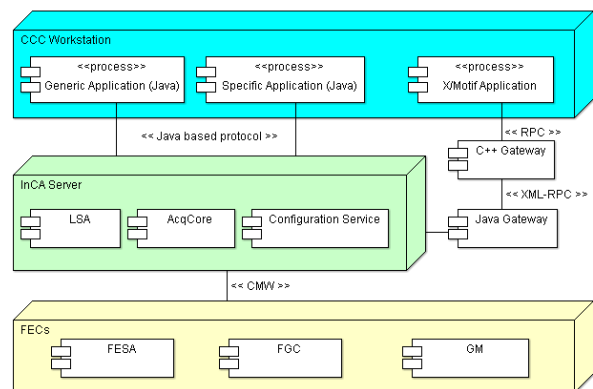 CCC Workstation
<<process>>
Generic Application (Java)
<<process>>
Specific Application (Java)
<<process>>
X/Motif Application
<< Java based protocol >>
<< RPC >>
C++ Gateway
<<XML-RPC >>
InCA Server
LSA
AcqCore
Configuration Service
Java Gateway
<< CMW >>
FECs
FESA
FGC
GM